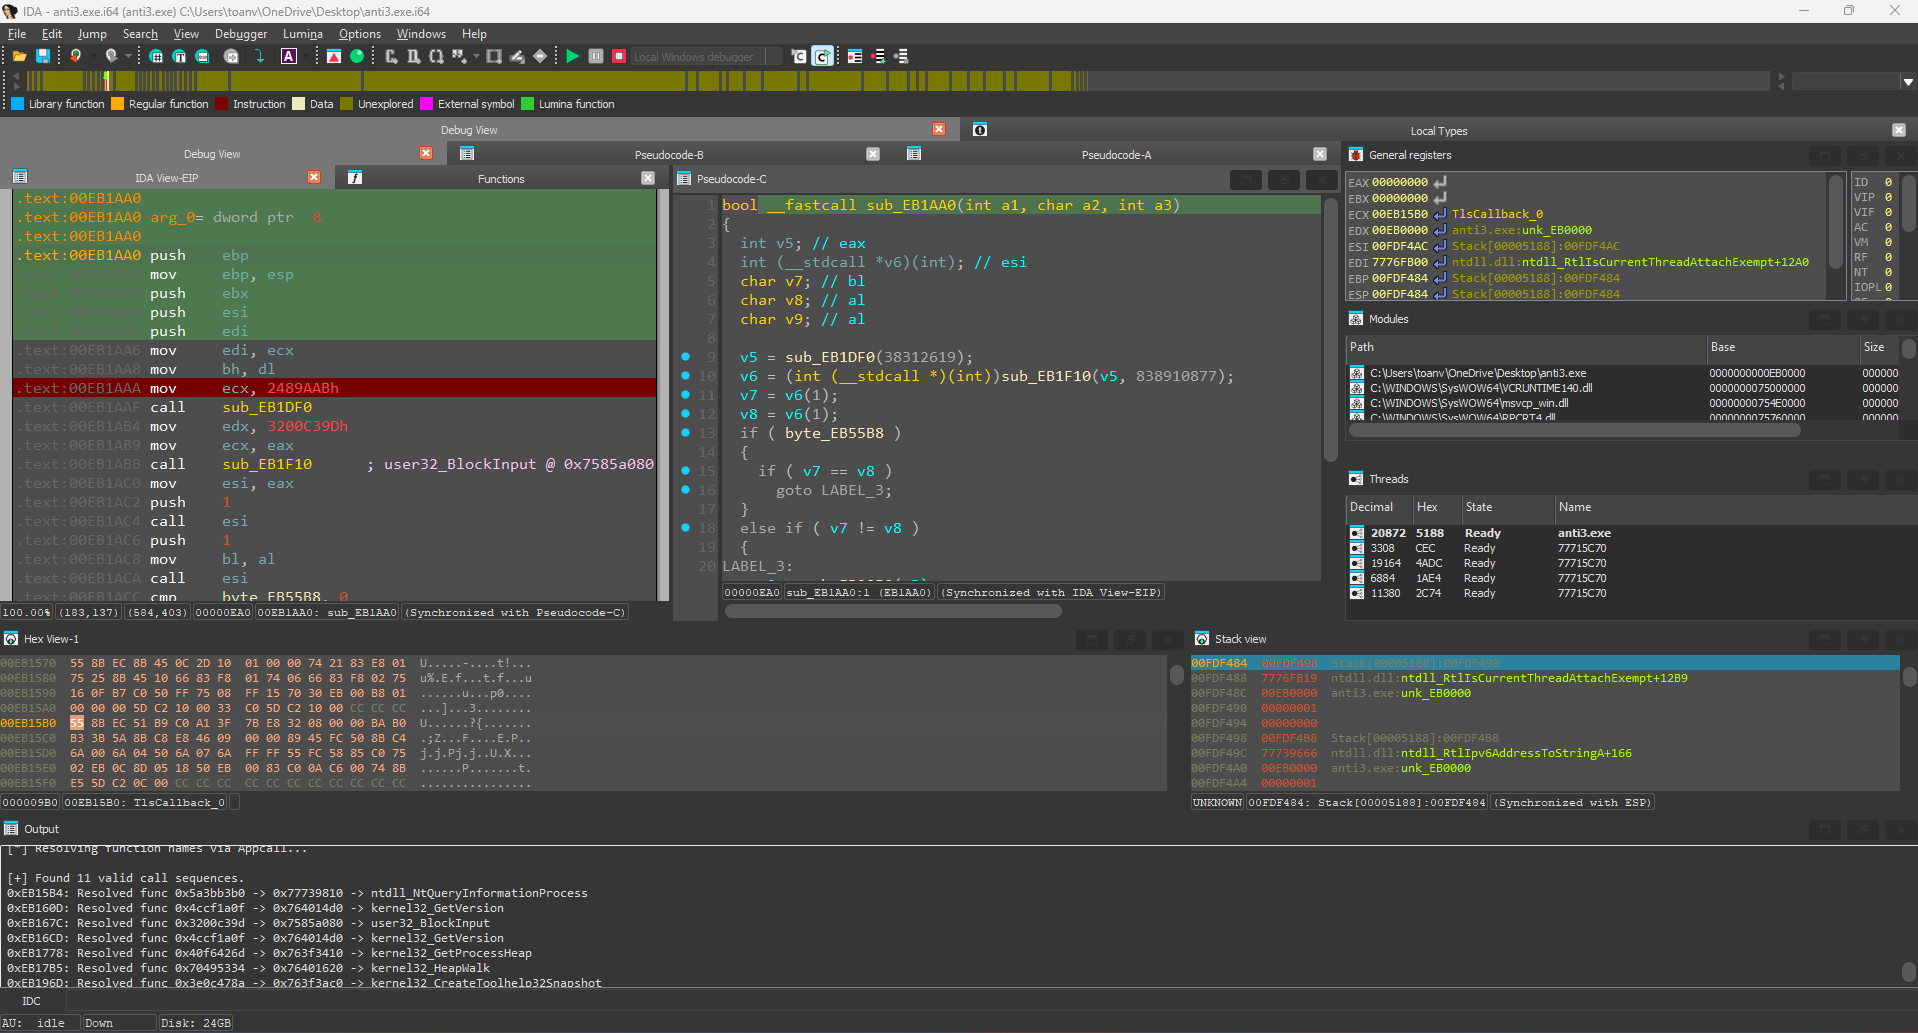 IDA - anti3.exe.i64 (anti3.exe) C:\Users\toanv\OneDrive\Desktop\anti3.exe.i64
File Edit Jump Search View Debugger Lumina Options Windows Help
Local Windows debugger
Library function Regular function Instruction Data Unexplored External symbol Lumina function
Debug View
Local Types
Debug View
Pseudocode-B
Pseudocode-A
IDA View-EIP
Functions
.text:00EB1AA0
.text:00EB1AA0 arg_0= dword ptr  8
.text:00EB1AA0
.text:00EB1AA0 push ebp
mov ebp, esp
push ebx
push esi
push edi
.text:00EB1AA6 mov edi, ecx
.text:00EB1AA8 mov bh, dl
.text:00EB1AAA mov ecx, 2489AABh
.text:00EB1AAF call sub_EB1DF0
.text:00EB1AB4 mov edx, 3200C39Dh
.text:00EB1AB9 mov ecx, eax
.text:00EB1ABB call sub_EB1F10 ; user32_BlockInput @ 0x7585a080
.text:00EB1AC0 mov esi, eax
.text:00EB1AC2 push 1
.text:00EB1AC4 call esi
.text:00EB1AC6 push 1
.text:00EB1AC8 mov bl, al
.text:00EB1ACA call esi
.text:00EB1ACC cmp byte_EB55B8, 0
100.00% (183,137) (584,403) 00000EA0 00EB1AA0: sub_EB1AA0 (Synchronized with Pseudocode-C)
Pseudocode-C
1 bool __fastcall sub_EB1AA0(int a1, char a2, int a3)
2 {
3 int v5; // eax
4 int (__stdcall *v6)(int); // esi
5 char v7; // bl
6 char v8; // al
7 char v9; // al
8
9 v5 = sub_EB1DF0(38312619);
10 v6 = (int (__stdcall *)(int))sub_EB1F10(v5, 838910877);
11 v7 = v6(1);
12 v8 = v6(1);
13 if ( byte_EB55B8 )
14 {
15 if ( v7 == v8 )
16 goto LABEL_3;
17 }
18 else if ( v7 != v8 )
19 {
20 LABEL_3:
00000EA0 sub_EB1AA0:1 (EB1AA0) (Synchronized with IDA View-EIP)
General registers
EAX 00000000
EBX 00000000
ECX 00EB15B0 TlsCallback_0
EDX 00EB0000 anti3.exe:unk_EB0000
ESI 00FDF4AC Stack[00005188]:00FDF4AC
EDI 7776FB00 ntdll.dll:ntdll_RtlIsCurrentThreadAttachExempt+12A0
EBP 00FDF484 Stack[00005188]:00FDF484
ESP 00FDF484 Stack[00005188]:00FDF484
ID 0
VIP 0
VIF 0
AC 0
VM 0
RF 0
NT 0
IOPL 0
Modules
Path Base Size
C:\Users\toanv\OneDrive\Desktop\anti3.exe 0000000000EB0000 000000
C:\WINDOWS\SysWOW64\VCRUNTIME140.dll 0000000075000000 000000
C:\WINDOWS\SysWOW64\msvcp_win.dll 00000000754E0000 000000
C:\WINDOWS\SysWOW64\RPCRT4.dll 0000000075760000 000000
Threads
Decimal Hex State Name
20872 5188 Ready anti3.exe
3308 CEC Ready 77715C70
19164 4ADC Ready 77715C70
6884 1AE4 Ready 77715C70
11380 2C74 Ready 77715C70
Hex View-1
00EB1570 55 8B EC 8B 45 0C 2D 10 01 00 00 74 21 83 E8 01 U.....-....t!...
00EB1580 75 25 8B 45 10 66 83 F8 01 74 06 66 83 F8 02 75 u%.E.f...t.f...u
00EB1590 16 0F B7 C0 50 FF 75 08 FF 15 70 30 EB 00 B8 01 ......u...p0....
00EB15A0 00 00 00 5D C2 10 00 33 C0 5D C2 10 00 CC CC CC ...]...3........
00EB15B0 55 8B EC 51 B9 C0 A1 3F 7B E8 32 08 00 00 BA B0 U......?{.......
00EB15C0 B3 3B 5A 8B C8 E8 46 09 00 00 89 45 FC 50 8B C4 .;Z...F....E.P..
00EB15D0 6A 00 6A 04 50 6A 07 6A FF FF 55 FC 58 85 C0 75 j.j.Pj.j..U.X...
00EB15E0 02 EB 0C 8D 05 18 50 EB 00 83 C0 0A C6 00 74 8B ......P.......t.
00EB15F0 E5 5D C2 0C 00 CC CC CC CC CC CC CC CC CC CC CC ................
000009B0 00EB15B0: TlsCallback_0
Stack view
00FDF484 00FDF498 Stack[00005188]:00FDF498
00FDF488 7776FB19 ntdll.dll:ntdll_RtlIsCurrentThreadAttachExempt+12B9
00FDF48C 00EB0000 anti3.exe:unk_EB0000
00FDF490 00000001
00FDF494 00000000
00FDF498 00FDF4B8 Stack[00005188]:00FDF4B8
00FDF49C 77739666 ntdll.dll:ntdll_RtlIpv6AddressToStringA+166
00FDF4A0 00EB0000 anti3.exe:unk_EB0000
00FDF4A4 00000001
UNKNOWN 00FDF484: Stack[00005188]:00FDF484 (Synchronized with ESP)
Output
[*] Resolving function names via Appcall...
[+] Found 11 valid call sequences.
0xEB15B4: Resolved func 0x5a3bb3b0 -> 0x77739810 -> ntdll_NtQueryInformationProcess
0xEB160D: Resolved func 0x4ccf1a0f -> 0x764014d0 -> kernel32_GetVersion
0xEB167C: Resolved func 0x3200c39d -> 0x7585a080 -> user32_BlockInput
0xEB16CD: Resolved func 0x4ccf1a0f -> 0x764014d0 -> kernel32_GetVersion
0xEB1778: Resolved func 0x40f6426d -> 0x763f3410 -> kernel32_GetProcessHeap
0xEB17B5: Resolved func 0x70495334 -> 0x76401620 -> kernel32_HeapWalk
0xEB196D: Resolved func 0x3e0c478a -> 0x763f3ac0 -> kernel32_CreateToolhelp32Snapshot
IDC
AU: idle Down Disk: 24GB